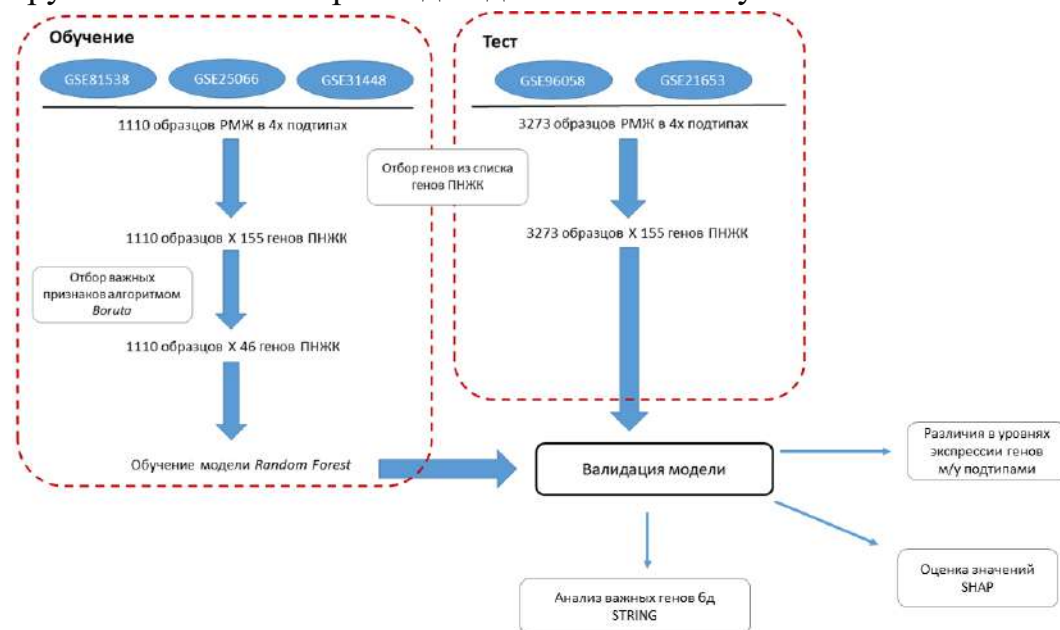 Обучение
GSE81538
GSE25066
GSE31448
1110 образцов РМЖ в 4х подтипах
1110 образцов X 155 генов ПНЖК
Отбор важных
признаков алгоритмом
Boruta
1110 образцов X 46 генов ПНЖК
Обучение модели Random Forest
Отбор генов из списка
генов ПНЖК
Тест
GSE96058
GSE21653
3273 образцов РМЖ в 4х подтипах
3273 образцов X 155 генов ПНЖК
Валидация модели
Различия в уровнях
экспрессии генов
м/у подтипами
Оценка значений
SHAP
Анализ важных генов бд
STRING